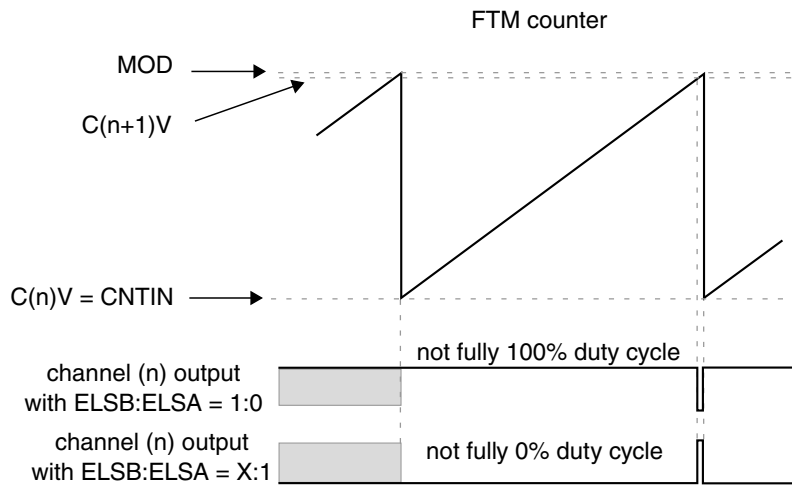 FTM counter
MOD
C(n+1)V
C(n)V = CNTIN
not fully 100% duty cycle
channel (n) output
with ELSB:ELSA = 1:0
channel (n) output
with ELSB:ELSA = X:1
not fully 0% duty cycle